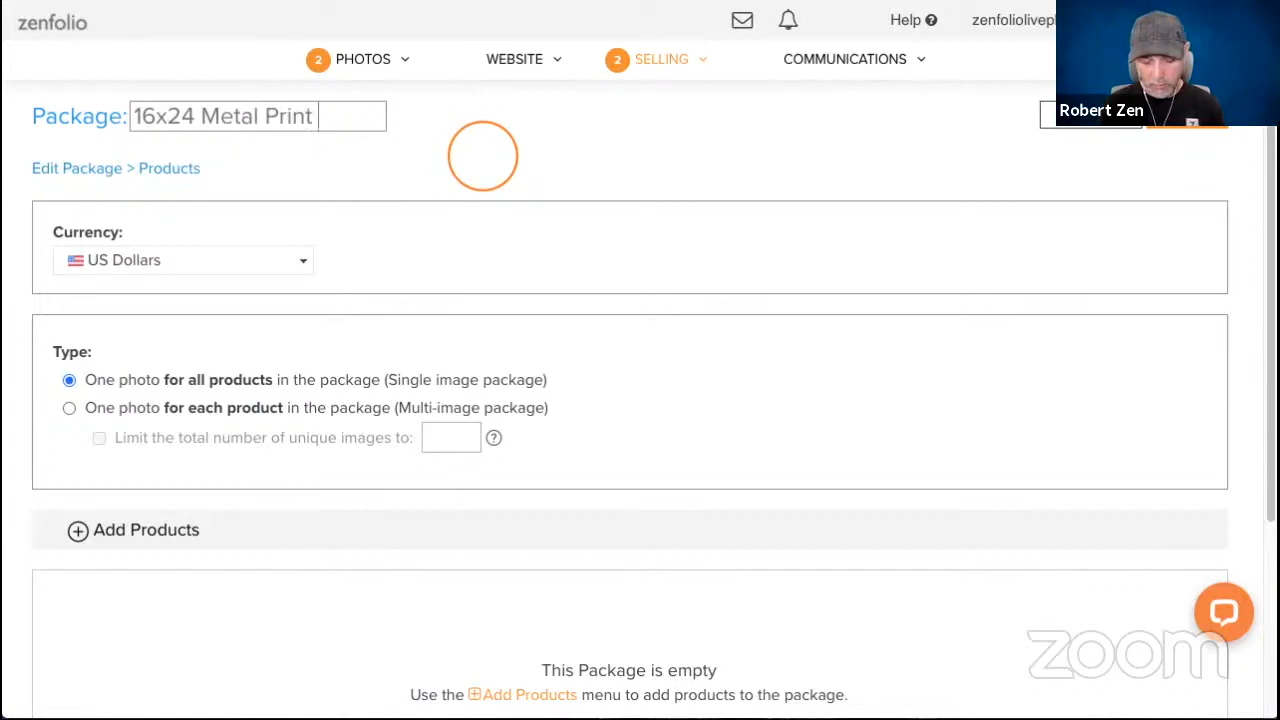 zenfolio
Help ?
zenfolioliveph
2 PHOTOS
WEBSITE
2 SELLING
COMMUNICATIONS
Robert Zen
Package: 16x24 Metal Print
Edit Package > Products
Currency:
US Dollars
Type:
One photo for all products in the package (Single image package)
One photo for each product in the package (Multi-image package)
Limit the total number of unique images to: ?
Add Products
This Package is empty
Use the Add Products menu to add products to the package.
zoom